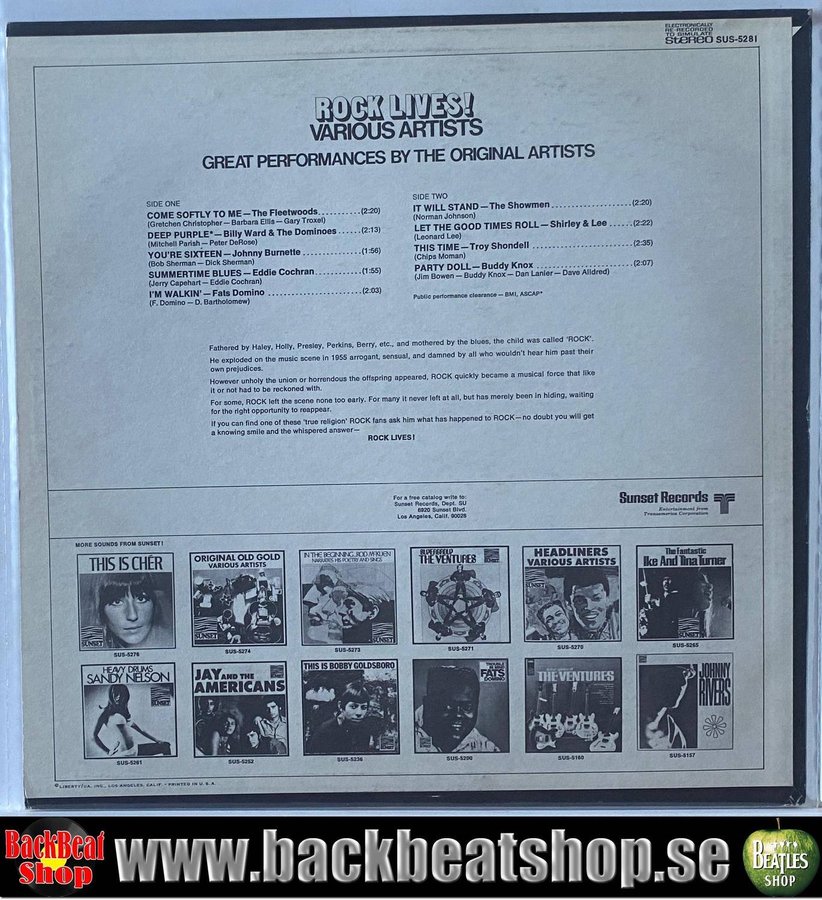 ELECTRONICALLY
RE-RECORDED
TO SIMULATE
STEREO SUS-5281
ROCK LIVES!
VARIOUS ARTISTS
GREAT PERFORMANCES BY THE ORIGINAL ARTISTS
SIDE ONE
COME SOFTLY TO ME—The Fleetwoods...........(2:20)
(Gretchen Christopher—Barbara Ellis—Gary Troxel)
DEEP PURPLE*—Billy Ward & The Dominoes......(2:13)
(Mitchell Parish—Peter DeRose)
YOU'RE SIXTEEN—Johnny Burnette...............(1:56)
(Bob Sherman—Dick Sherman)
SUMMERTIME BLUES—Eddie Cochran............(1:55)
(Jerry Capehart—Eddie Cochran)
I'M WALKIN'—Fats Domino........................(2:03)
(F. Domino—D. Bartholomew)
SIDE TWO
IT WILL STAND—The Showmen....................(2:20)
(Norman Johnson)
LET THE GOOD TIMES ROLL—Shirley & Lee......(2:22)
(Leonard Lee)
THIS TIME—Troy Shondell.........................(2:35)
(Chips Moman)
PARTY DOLL—Buddy Knox.........................(2:07)
(Jim Bowen—Buddy Knox—Dan Lanier—Dave Alldred)
Public performance clearance—BMI, ASCAP*
Fathered by Haley, Holly, Presley, Perkins, Berry, etc., and mothered by the blues, the child was called 'ROCK'.
He exploded on the music scene in 1955 arrogant, sensual, and damned by all who wouldn't hear him past their
own prejudices.
However unholy the union or horrendous the offspring appeared, ROCK quickly became a musical force that like
it or not had to be reckoned with.
For some, ROCK left the scene none too early. For many it never left at all, but has merely been in hiding, waiting
for the right opportunity to reappear.
If you can find one of these 'true religion' ROCK fans ask him what has happened to ROCK—no doubt you will get
a knowing smile and the whispered answer—
ROCK LIVES!
For a free catalog write to:
Sunset Records, Dept. SU
6920 Sunset Blvd.
Los Angeles, Calif. 90028
Sunset Records
Entertainment from
Transamerica Corporation
MORE SOUNDS FROM SUNSET!
THIS IS CHÉR
SUNSET
SUS-5276
ORIGINAL OLD GOLD
VARIOUS ARTISTS
SUNSET
SUS-5274
IN THE BEGINNING, ROD McKUEN
NARRATES HIS POETRY AND SINGS
SUNSET
SUS-5273
THE VENTURES
SUS-5271
HEADLINERS
VARIOUS ARTISTS
SUNSET
SUS-5270
The Fantastic
Ike And Tina Turner
SUNSET
SUS-5265
HEAVY DRUMS
SANDY NELSON
SUNSET
SUS-5261
JAY AND THE
AMERICANS
SUS-5252
THIS IS BOBBY GOLDSBORO
SUS-5236
FATS
DOMINO
SUS-5200
THE VENTURES
SUS-5160
JOHNNY
RIVERS
SUS-5157
©LIBERTY/UA, INC., LOS ANGELES, CALIF. • PRINTED IN U.S.A.
BackBeat
Shop
www.backbeatshop.se
BEATLES
SHOP